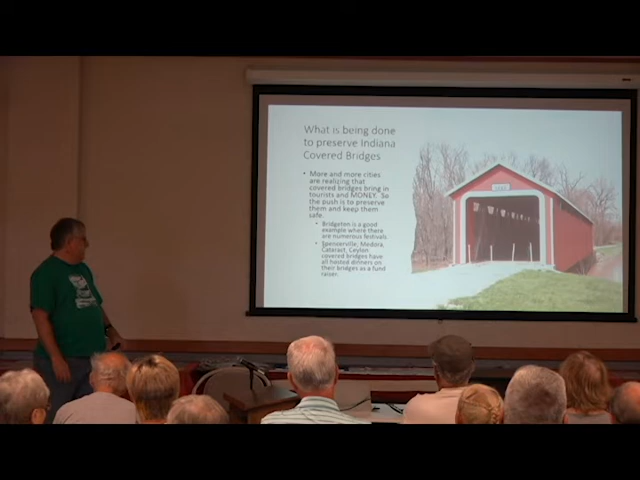 What is being done
to preserve Indiana
Covered Bridges
• More and more cities
are realizing that
covered bridges bring in
tourists and MONEY. So
the push is to preserve
them and keep them
safe.
• Bridgeton is a good
example where there
are numerous festivals
• Spencerville, Medora,
Cataract, Ceylon
covered bridges have
all hosted dinners on
their bridges as a fund
raiser.